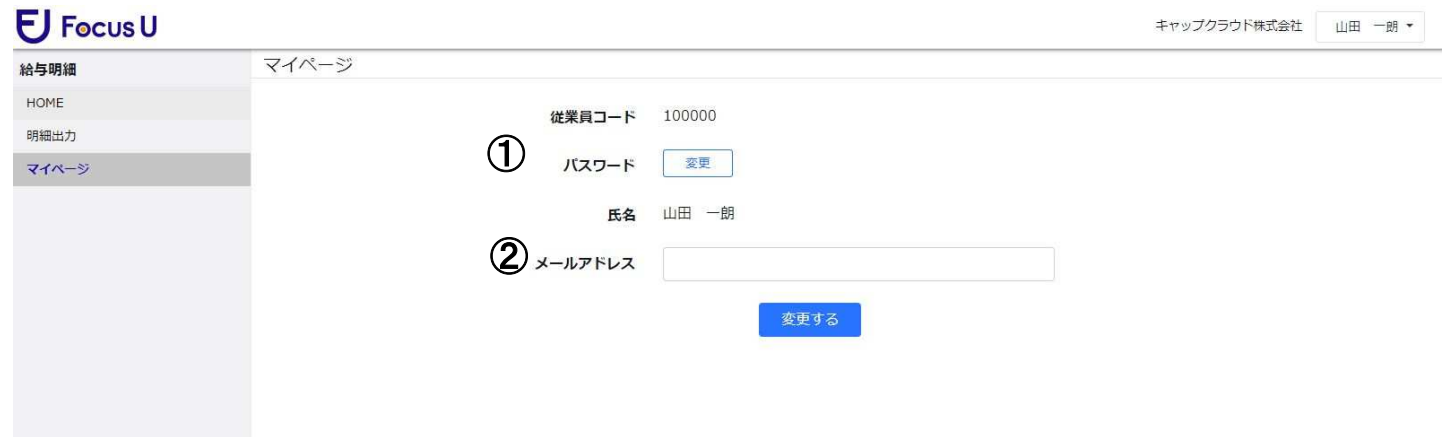 Focus U
キャップクラウド株式会社
山田　一朗
給与明細
HOME
明細出力
マイページ
マイページ
従業員コード 100000
① パスワード 変更
氏名 山田　一朗
② メールアドレス
変更する